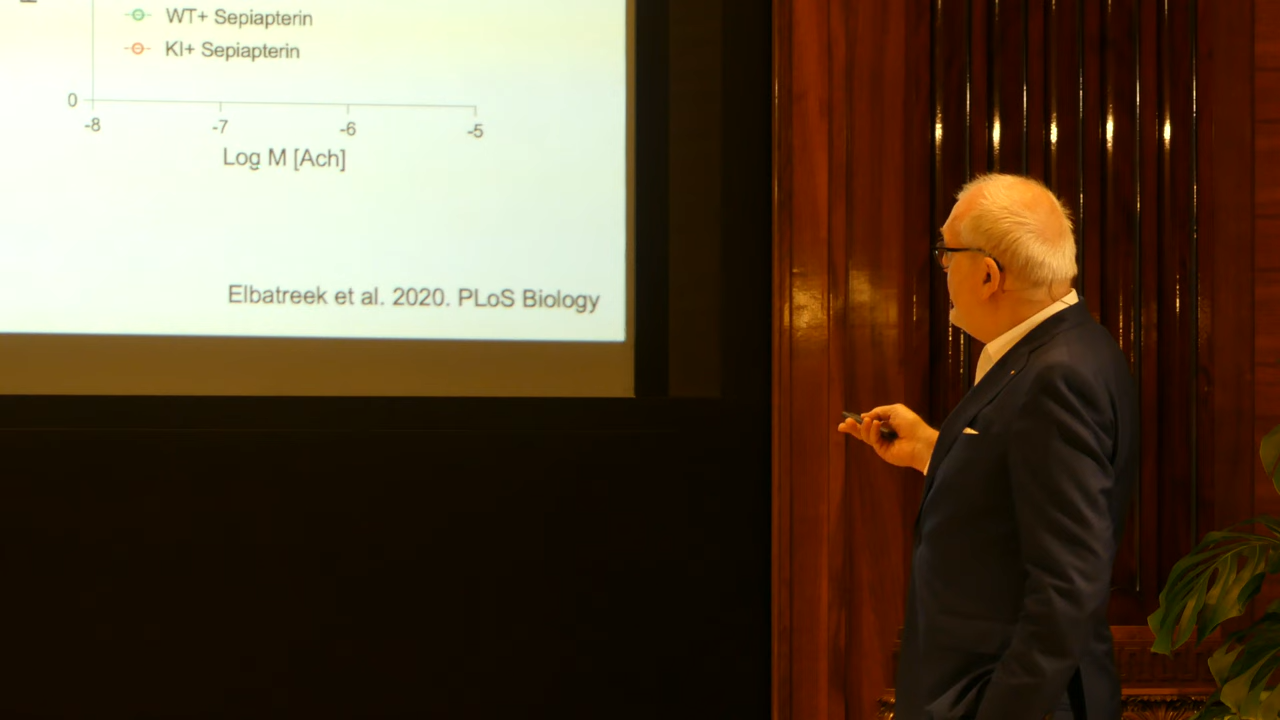 WT+ Sepiapterin
KI+ Sepiapterin
0
-8 -7 -6 -5
Log M [Ach]
Elbatreek et al. 2020. PLoS Biology